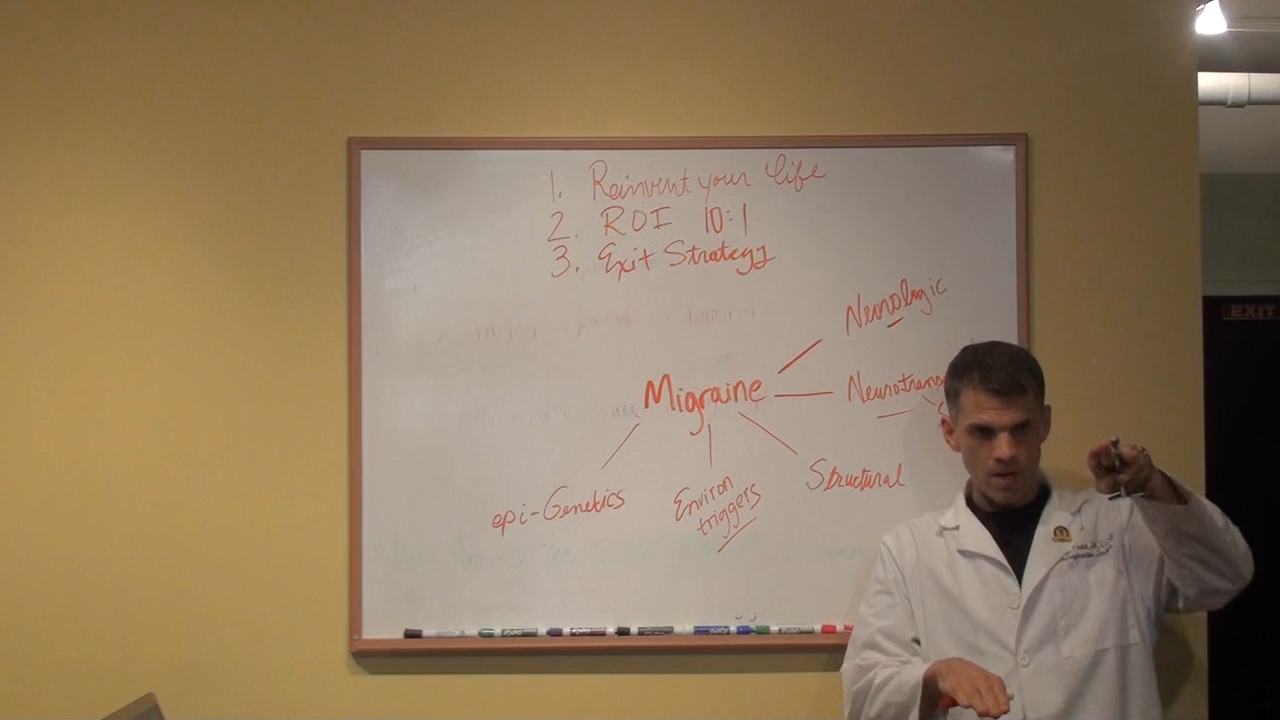 1. Reinvent your life
2. ROI 10:1
3. Exit Strategy
Neurologic
Migraine
Neurotrans
Structural
epi-Genetics
Environ
triggers
EXIT